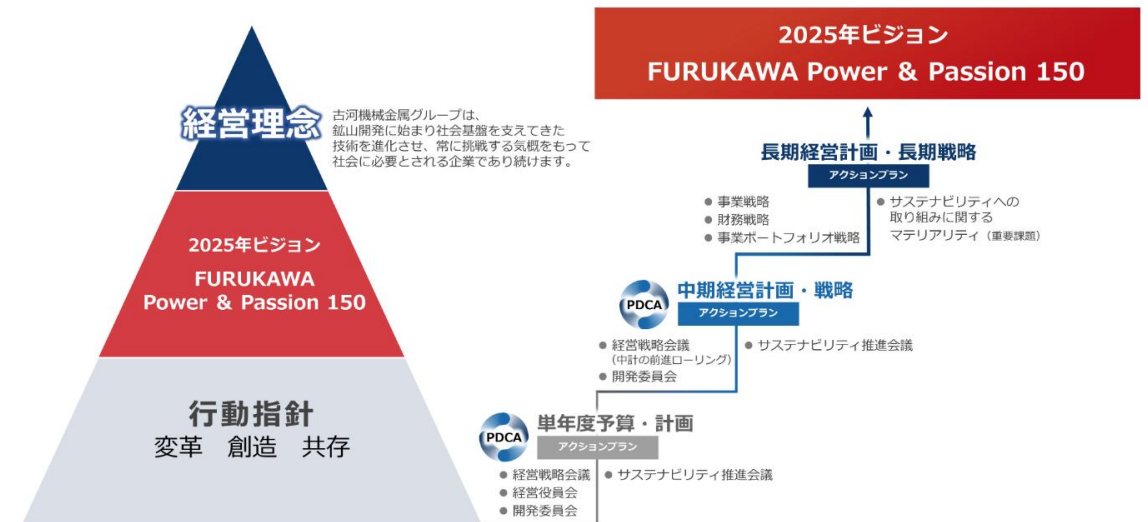 経営理念
古河機械金属グループは、
鉱山開発に始まり社会基盤を支えてきた
技術を進化させ、常に挑戦する気概をもって
社会に必要とされる企業であり続けます。
2025年ビジョン
FURUKAWA
Power & Passion 150
行動指針
変革　創造　共存
2025年ビジョン
FURUKAWA Power & Passion 150
長期経営計画・長期戦略
アクションプラン
● 事業戦略
● 財務戦略
● 事業ポートフォリオ戦略
● サステナビリティへの
取り組みに関する
マテリアリティ（重要課題）
PDCA
中期経営計画・戦略
アクションプラン
● 経営戦略会議
（中計の前進ローリング）
● 開発委員会
● サステナビリティ推進会議
PDCA
単年度予算・計画
アクションプラン
● 経営戦略会議
● 経営役員会
● 開発委員会
● サステナビリティ推進会議